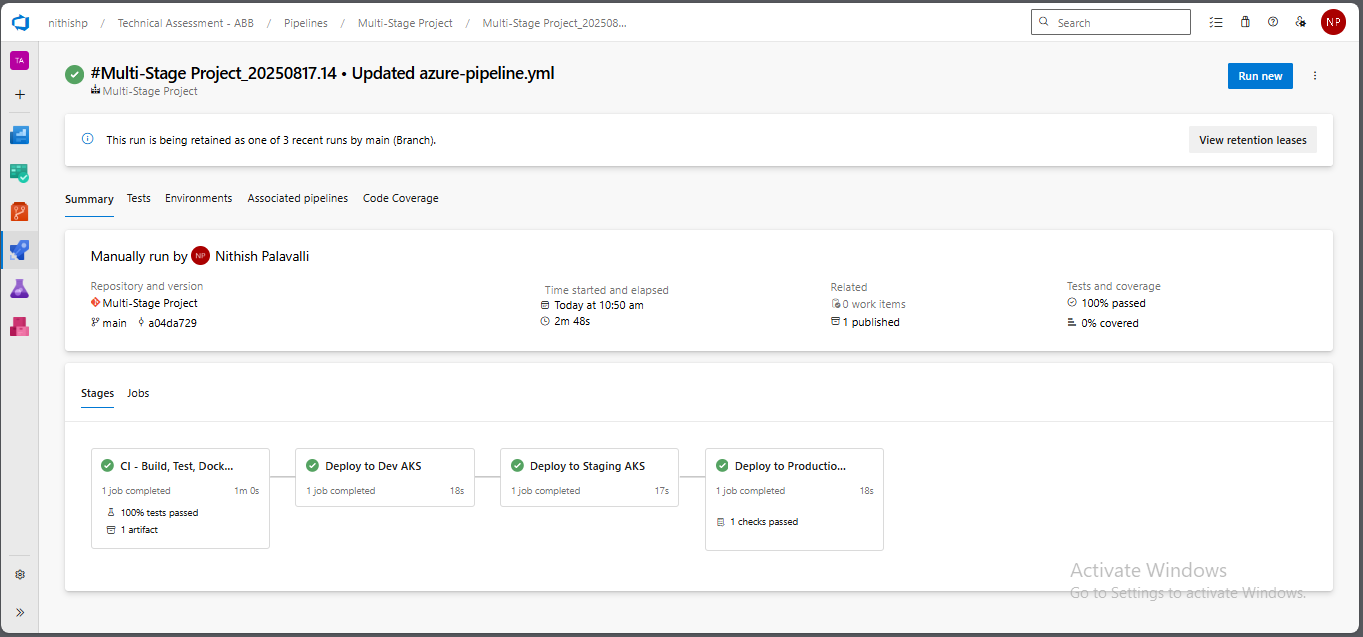 nithishp / Technical Assessment - ABB / Pipelines / Multi-Stage Project / Multi-Stage Project_202508...
Search
NP
TA
#Multi-Stage Project_20250817.14 • Updated azure-pipeline.yml
Multi-Stage Project
Run new
This run is being retained as one of 3 recent runs by main (Branch).
View retention leases
Summary Tests Environments Associated pipelines Code Coverage
Manually run by NP Nithish Palavalli
Repository and version
Multi-Stage Project
main a04da729
Time started and elapsed
Today at 10:50 am
2m 48s
Related
0 work items
1 published
Tests and coverage
100% passed
0% covered
Stages Jobs
CI - Build, Test, Dock...
1 job completed 1m 0s
100% tests passed
1 artifact
Deploy to Dev AKS
1 job completed 18s
Deploy to Staging AKS
1 job completed 17s
Deploy to Productio...
1 job completed 18s
1 checks passed
Activate Windows
Go to Settings to activate Windows.